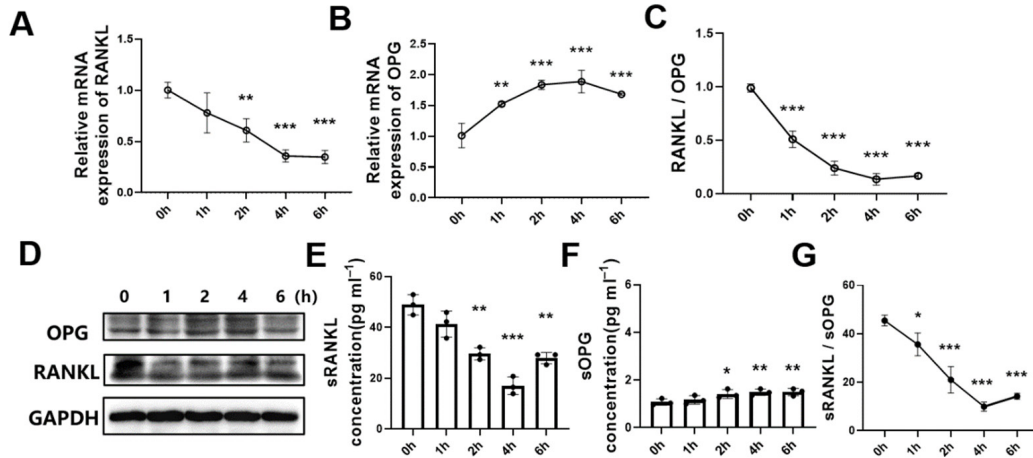 A
Relative mRNA
expression of RANKL
1.5
1.0
0.5
0.0
**
***
***
0h
1h
2h
4h
6h
B
Relative mRNA
expression of OPG
2.5
2.0
1.5
1.0
0.5
0.0
**
***
***
***
0h
1h
2h
4h
6h
C
RANKL / OPG
1.5
1.0
0.5
0.0
***
***
***
***
0h
1h
2h
4h
6h
D
0 1 2 4 6 (h)
OPG
RANKL
GAPDH
E
sRANKL
concentration(pg ml⁻¹)
60
40
20
0
**
***
**
0h
1h
2h
4h
6h
F
sOPG
concentration(pg ml⁻¹)
6
4
2
0
*
**
**
0h
1h
2h
4h
6h
G
sRANKL / sOPG
60
40
20
0
*
***
***
***
0h
1h
2h
4h
6h